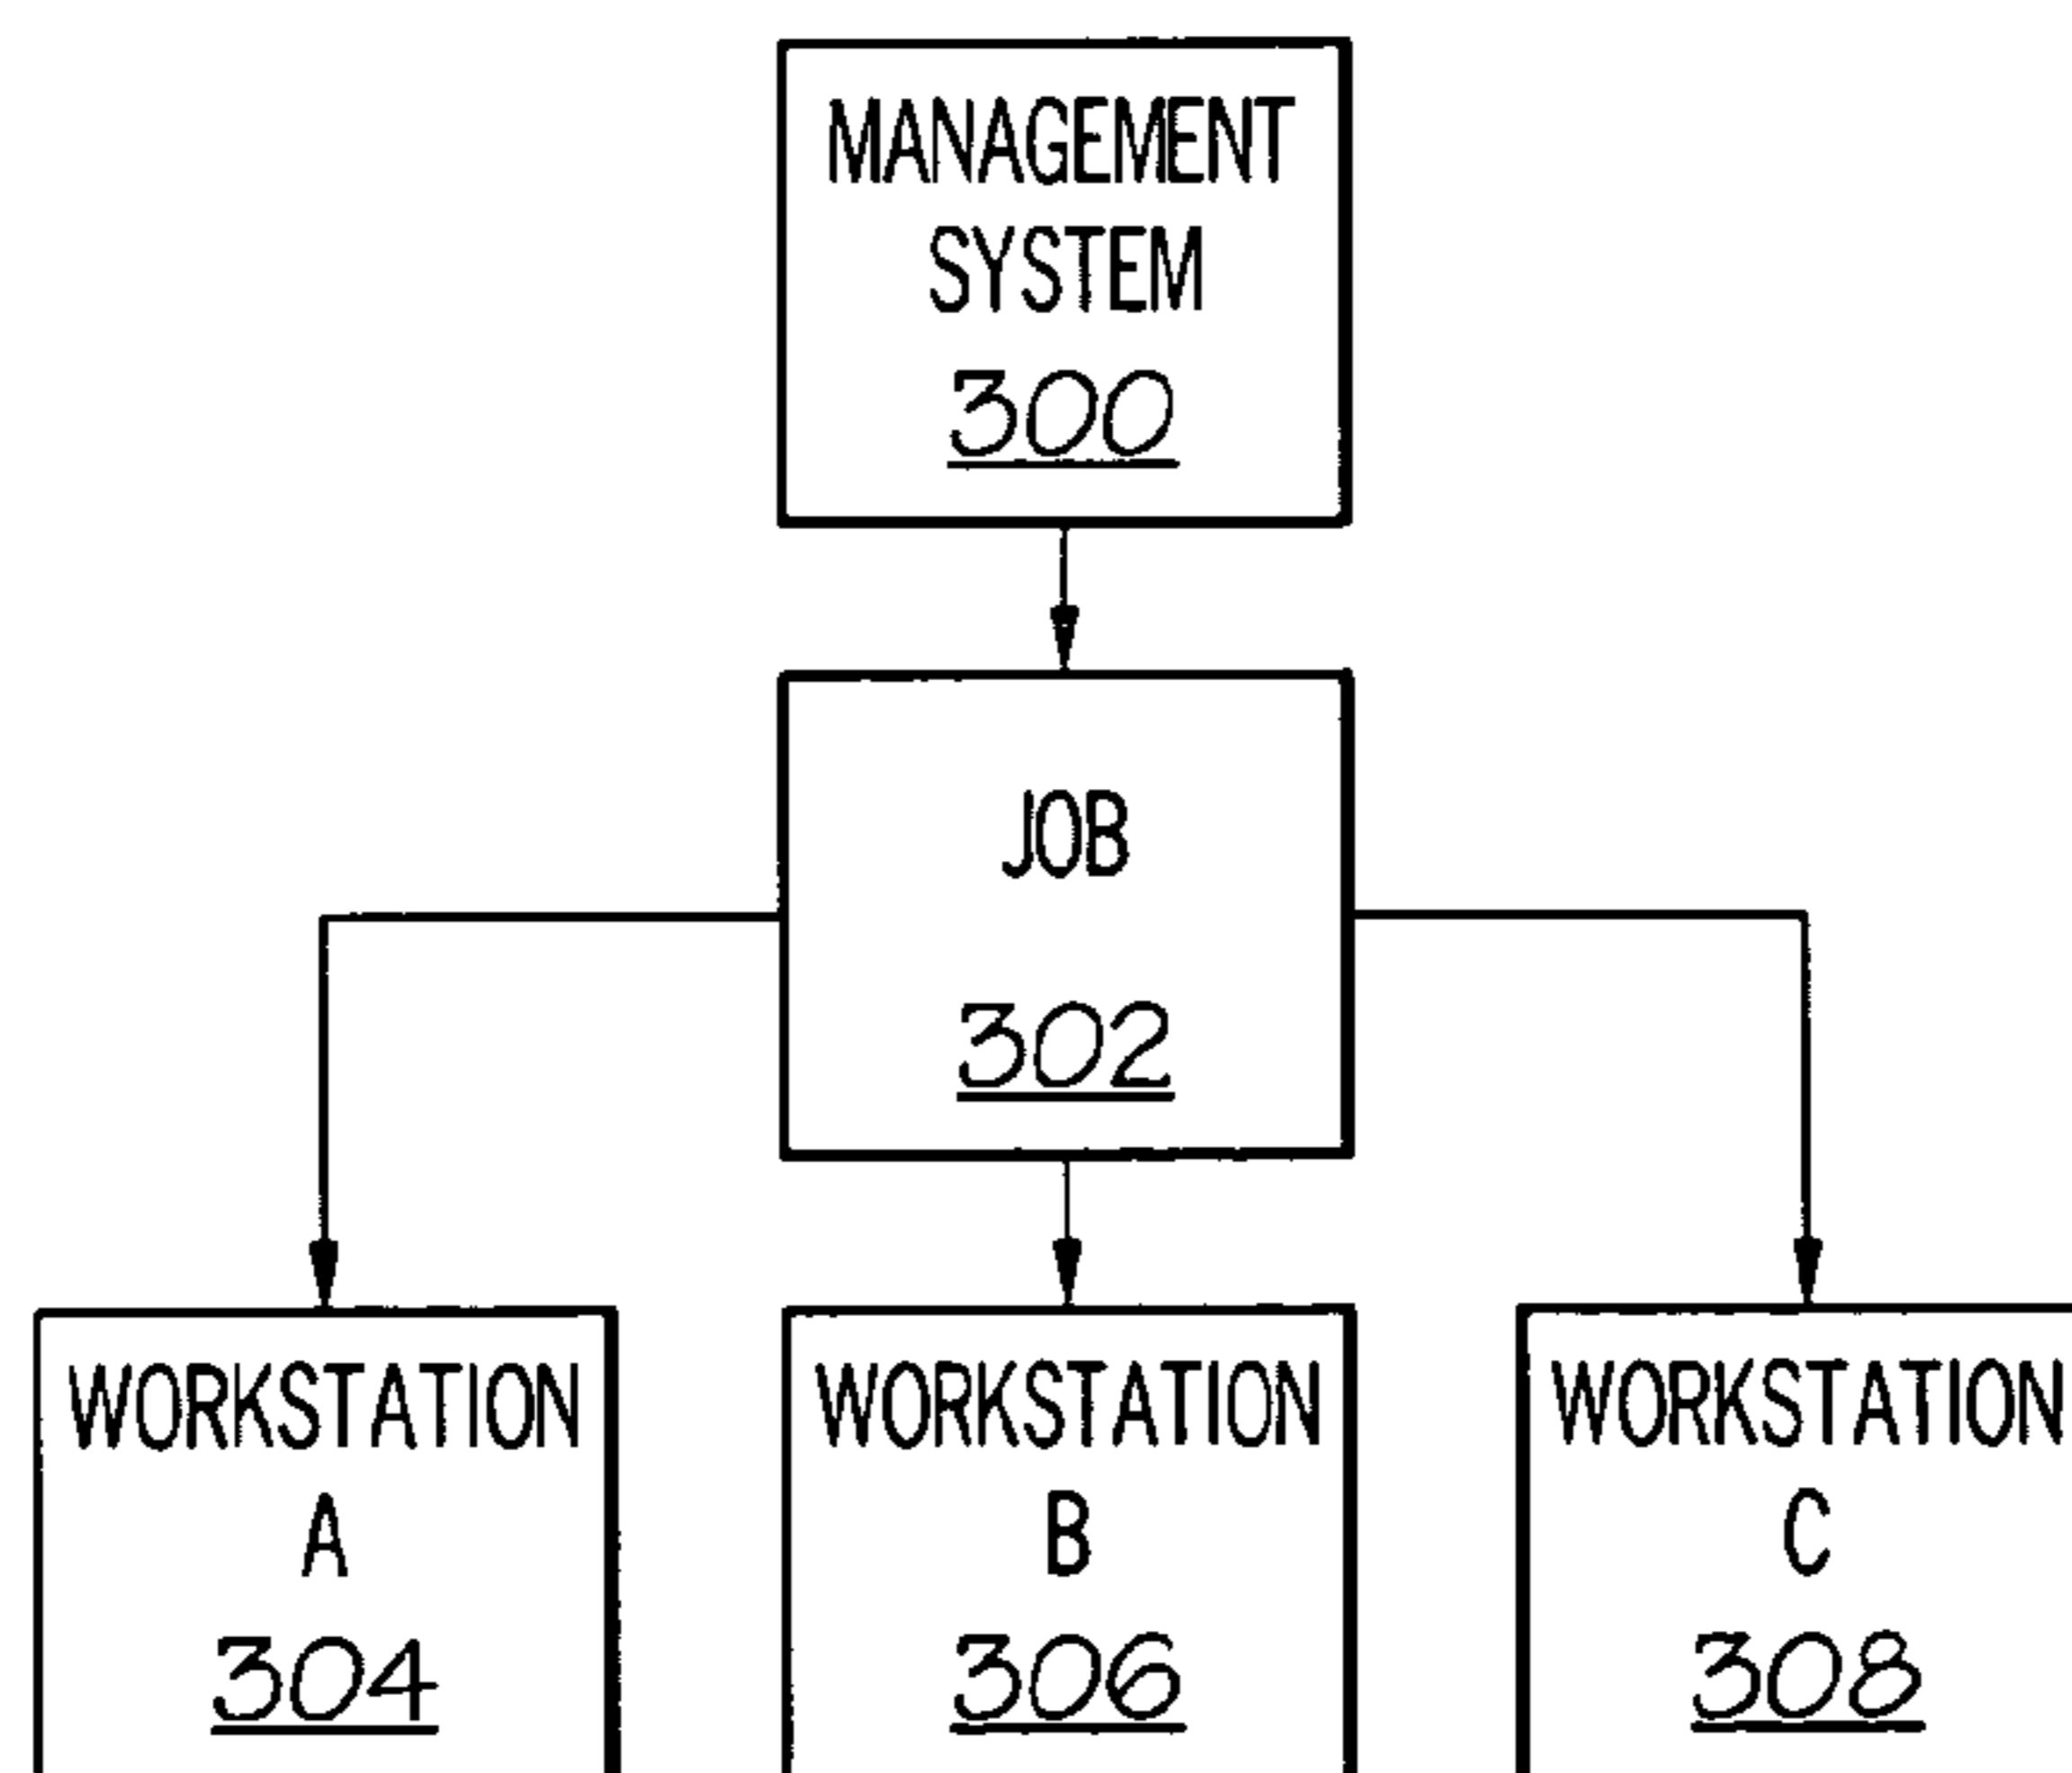 MANAGEMENT
SYSTEM
300
JOB
302
WORKSTATION
A
304
WORKSTATION
B
306
WORKSTATION
C
308